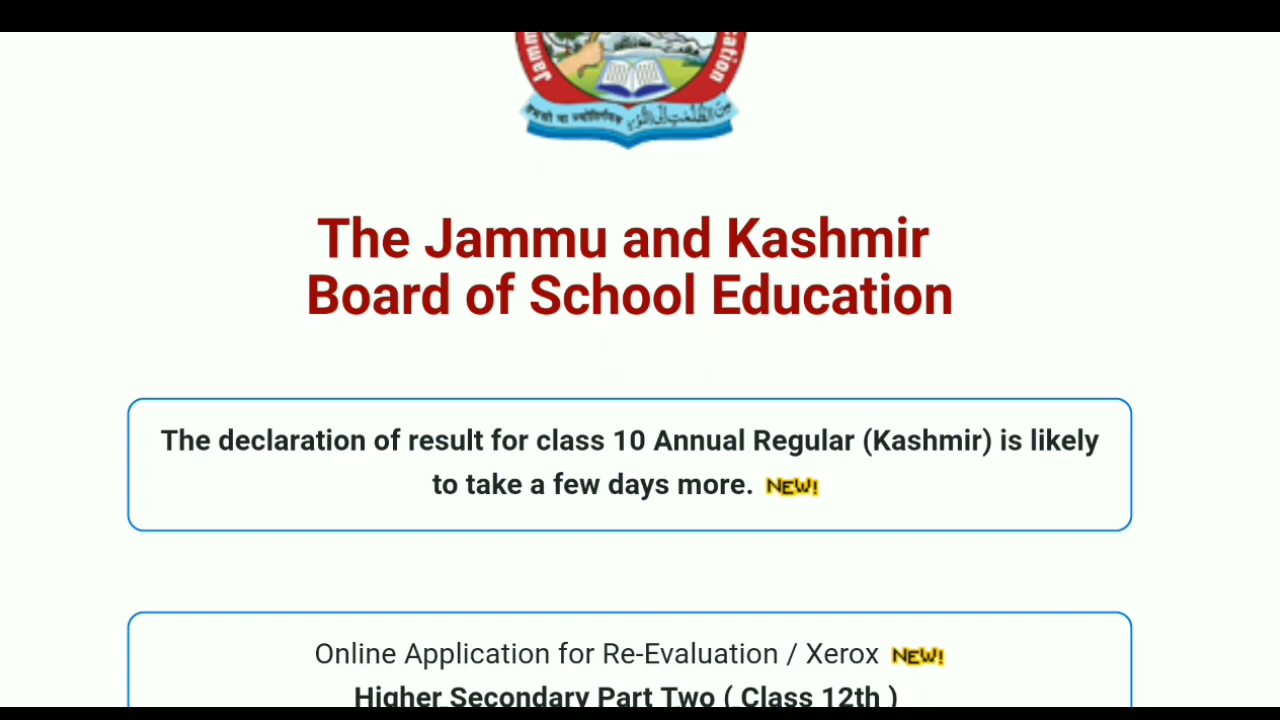 Jamm
cation
The Jammu and Kashmir
Board of School Education
The declaration of result for class 10 Annual Regular (Kashmir) is likely
to take a few days more. NEW!
Online Application for Re-Evaluation / Xerox NEW!
Higher Secondary Part Two ( Class 12th )